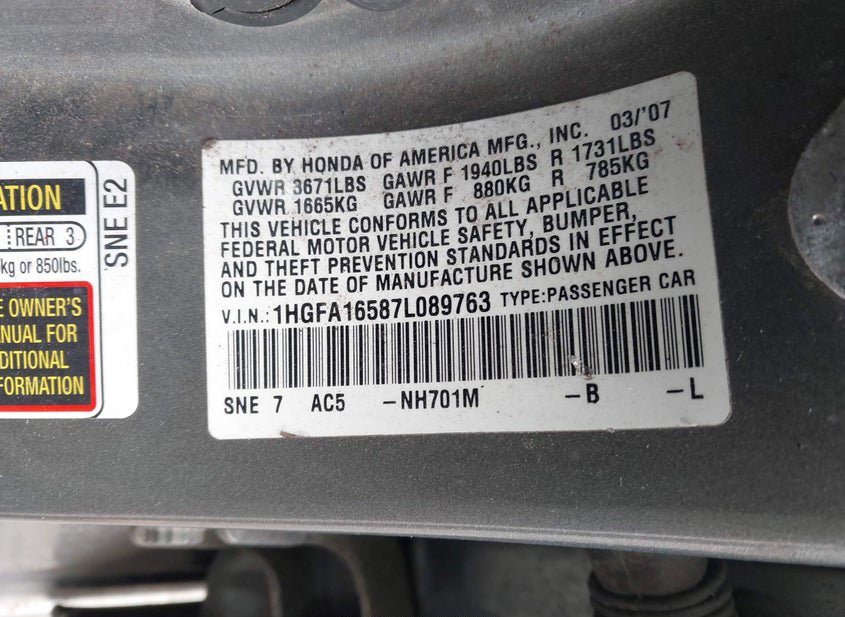 ATION
REAR 3
kg or 850lbs.
E OWNER'S
ANUAL FOR
DDITIONAL
FORMATION
SNE E2
MFD. BY HONDA OF AMERICA MFG., INC. 03/'07
GVWR 3671LBS GAWR F 1940LBS R 1731LBS
GVWR 1665KG GAWR F 880KG R 785KG
THIS VEHICLE CONFORMS TO ALL APPLICABLE
FEDERAL MOTOR VEHICLE SAFETY, BUMPER,
AND THEFT PREVENTION STANDARDS IN EFFECT
ON THE DATE OF MANUFACTURE SHOWN ABOVE.
V.I.N.: 1HGFA16587L089763 TYPE:PASSENGER CAR
SNE 7 AC5 -NH701M -B -L